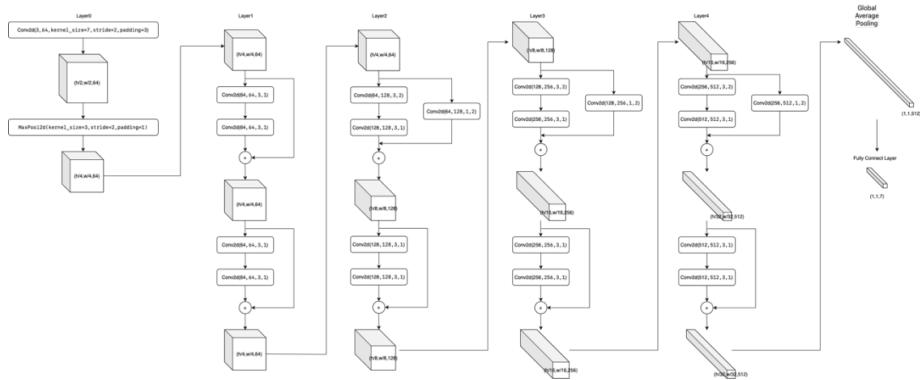 Layer0
Conv2d(3,64,kernel_size=7,stride=2,padding=3)
(h/2,w/2,64)
MaxPool2d(kernel_size=3,stride=2,padding=1)
(h/4,w/4,64)
Layer1
(h/4,w/4,64)
Conv2d(64,64,3,1)
Conv2d(64,64,3,1)
+
(h/4,w/4,64)
Conv2d(64,64,3,1)
Conv2d(64,64,3,1)
+
(h/4,w/4,64)
Layer2
(h/4,w/4,64)
Conv2d(64,128,3,2)
Conv2d(64,128,1,2)
Conv2d(128,128,3,1)
+
(h/8,w/8,128)
Conv2d(128,128,3,1)
Conv2d(128,128,3,1)
+
(h/8,w/8,128)
Layer3
(h/8,w/8,128)
Conv2d(128,256,3,2)
Conv2d(128,256,1,2)
Conv2d(256,256,3,1)
+
(h/16,w/16,256)
Conv2d(256,256,3,1)
Conv2d(256,256,3,1)
+
(h/16,w/16,256)
Layer4
(h/16,w/16,256)
Conv2d(256,512,3,2)
Conv2d(256,512,1,2)
Conv2d(512,512,3,1)
+
(h/32,w/32,512)
Conv2d(512,512,3,1)
Conv2d(512,512,3,1)
+
(h/32,w/32,512)
Global
Average
Pooling
(1,1,512)
Fully Connect Layer
(1,1,7)